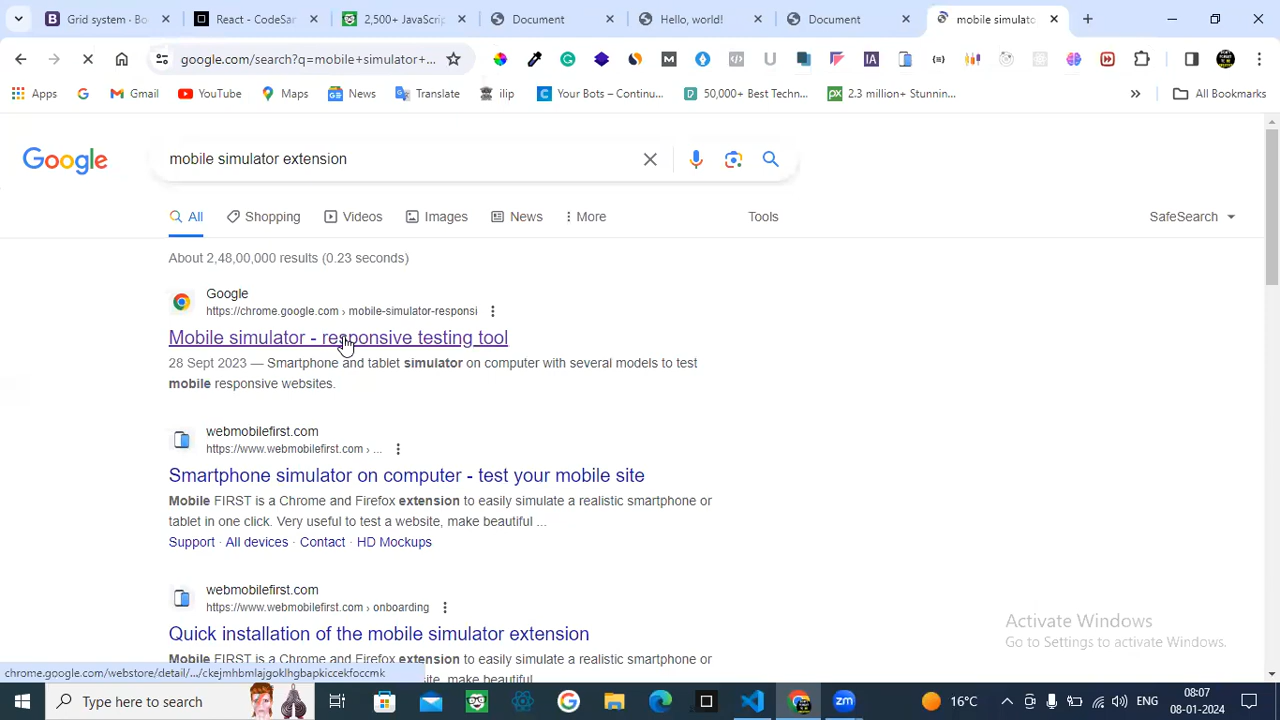 Grid system · Bo
React - CodeSar
2,500+ JavaScrip
Document
Hello, world!
Document
mobile simulato
google.com/search?q=mobile+simulator+...
Apps
Gmail
YouTube
Maps
News
Translate
ilip
Your Bots – Continu...
50,000+ Best Techn...
2.3 million+ Stunnin...
All Bookmarks
Google
mobile simulator extension
All
Shopping
Videos
Images
News
More
Tools
SafeSearch
About 2,48,00,000 results (0.23 seconds)
Google
https://chrome.google.com › mobile-simulator-responsi
Mobile simulator - responsive testing tool
28 Sept 2023 — Smartphone and tablet simulator on computer with several models to test
mobile responsive websites.
webmobilefirst.com
https://www.webmobilefirst.com › ...
Smartphone simulator on computer - test your mobile site
Mobile FIRST is a Chrome and Firefox extension to easily simulate a realistic smartphone or
tablet in one click. Very useful to test a website, make beautiful ...
Support · All devices · Contact · HD Mockups
webmobilefirst.com
https://www.webmobilefirst.com › onboarding
Quick installation of the mobile simulator extension
Mobile FIRST is a Chrome and Firefox extension to easily simulate a realistic smartphone or
Activate Windows
Go to Settings to activate Windows.
chrome.google.com/webstore/detail/.../ckejmhbmlajgoklhgbapkiccekfoccmk
Type here to search
16°C
ENG
08:07
08-01-2024